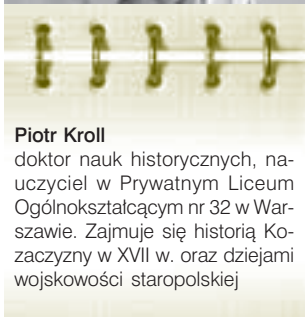 Piotr Kroll
doktor nauk historycznych, na-
uczyciel w Prywatnym Liceum
Ogólnokształcącym nr 32 w War-
szawie. Zajmuje się historią Ko-
zaczyzny w XVII w. oraz dziejami
wojskowości staropolskiej